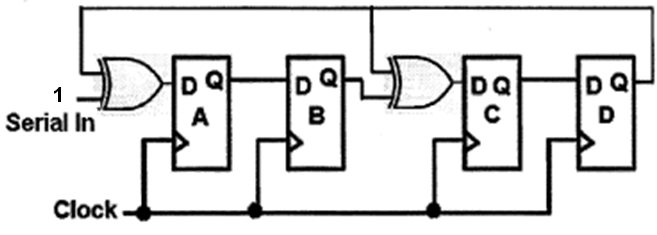 1
Serial In
D Q
A
D Q
B
D Q
C
D Q
D
Clock